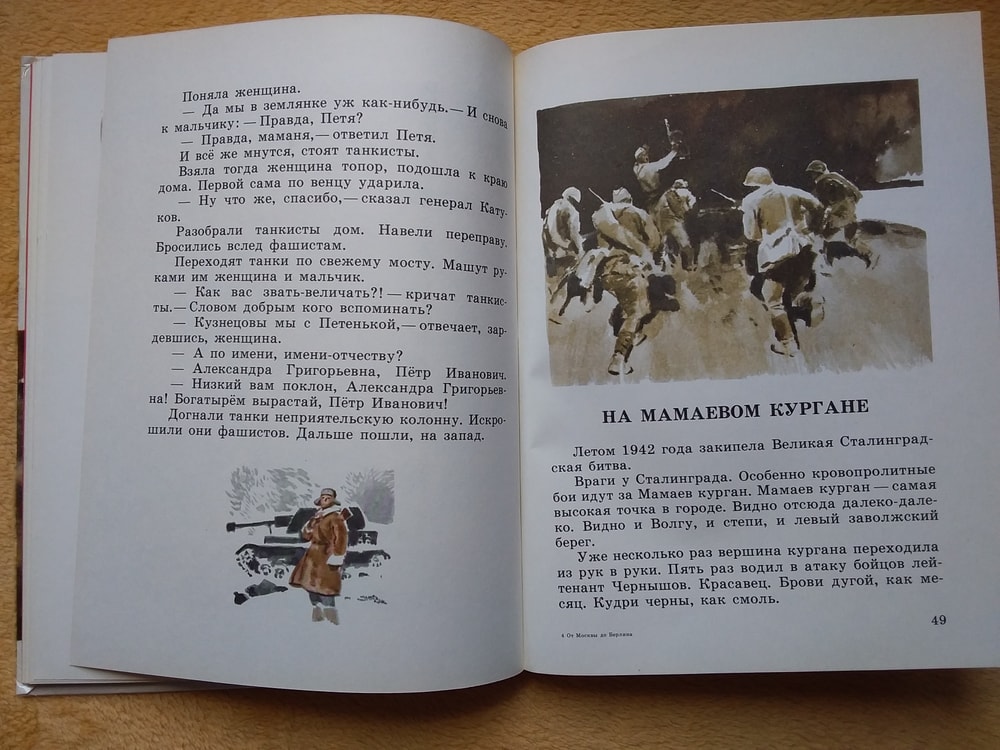 Поняла женщина.
— Да мы в землянке уж как-нибудь.— И снова
к мальчику: — Правда, Петя?
— Правда, маманя,— ответил Петя.
И всё же мнутся, стоят танкисты.
Взяла тогда женщина топор, подошла к краю
дома. Первой сама по венцу ударила.
— Ну что же, спасибо,— сказал генерал Кату-
ков.
Разобрали танкисты дом. Навели переправу.
Бросились вслед фашистам.
Переходят танки по свежему мосту. Машут ру-
ками им женщина и мальчик.
— Как вас звать-величать?! — кричат танкис-
ты.— Словом добрым кого вспоминать?
— Кузнецовы мы с Петенькой,— отвечает, зар-
девшись, женщина.
— А по имени, имени-отчеству?
— Александра Григорьевна, Пётр Иванович.
— Низкий вам поклон, Александра Григорьев-
на! Богатырём вырастай, Пётр Иванович!
Догнали танки неприятельскую колонну. Искро-
шили они фашистов. Дальше пошли, на запад.
НА МАМАЕВОМ КУРГАНЕ
Летом 1942 года закипела Великая Сталинград-
ская битва.
Враги у Сталинграда. Особенно кровопролитные
бои идут за Мамаев курган. Мамаев курган — самая
высокая точка в городе. Видно отсюда далеко-дале-
ко. Видно и Волгу, и степи, и левый заволжский
берег.
Уже несколько раз вершина кургана переходила
из рук в руки. Пять раз водил в атаку бойцов лей-
тенант Чернышов. Красавец. Брови дугой, как ме-
сяц. Кудри черны, как смоль.
49
4 От Москвы до Берлина